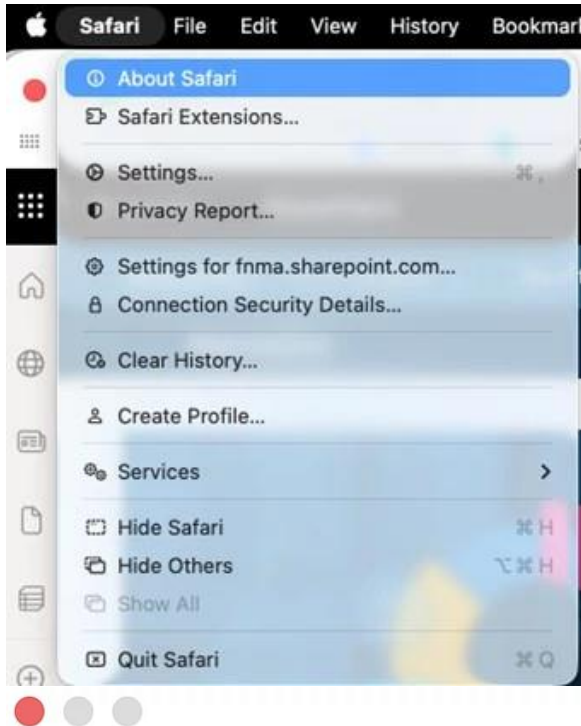 Safari File Edit View History Bookmar
About Safari
Safari Extensions...
Settings... ⌘ ,
Privacy Report...
Settings for fnma.sharepoint.com...
Connection Security Details...
Clear History...
Create Profile...
Services
Hide Safari ⌘ H
Hide Others ⌥ ⌘ H
Show All
Quit Safari ⌘ Q